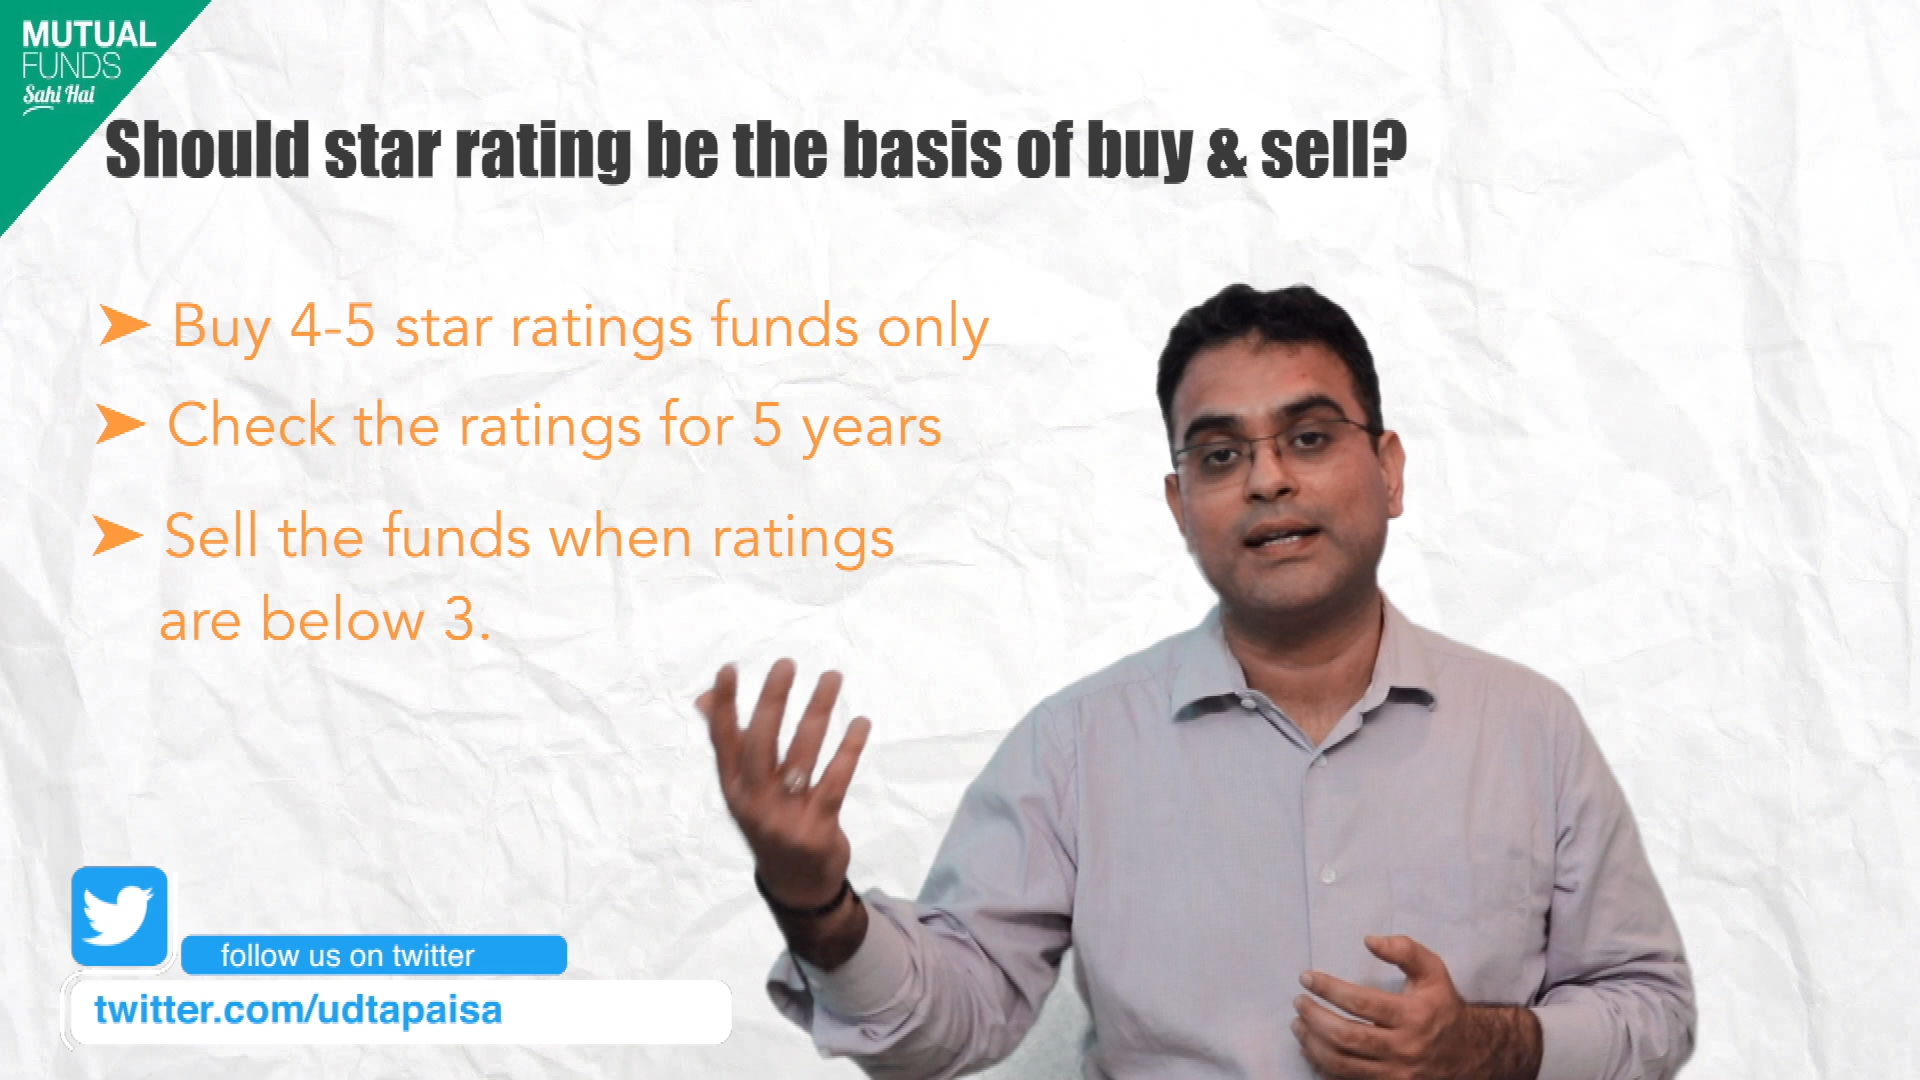 MUTUAL
FUNDS
Sahi Hai
Should star rating be the basis of buy & sell?
➤ Buy 4-5 star ratings funds only
➤ Check the ratings for 5 years
➤ Sell the funds when ratings
are below 3.
follow us on twitter
twitter.com/udtapaisa